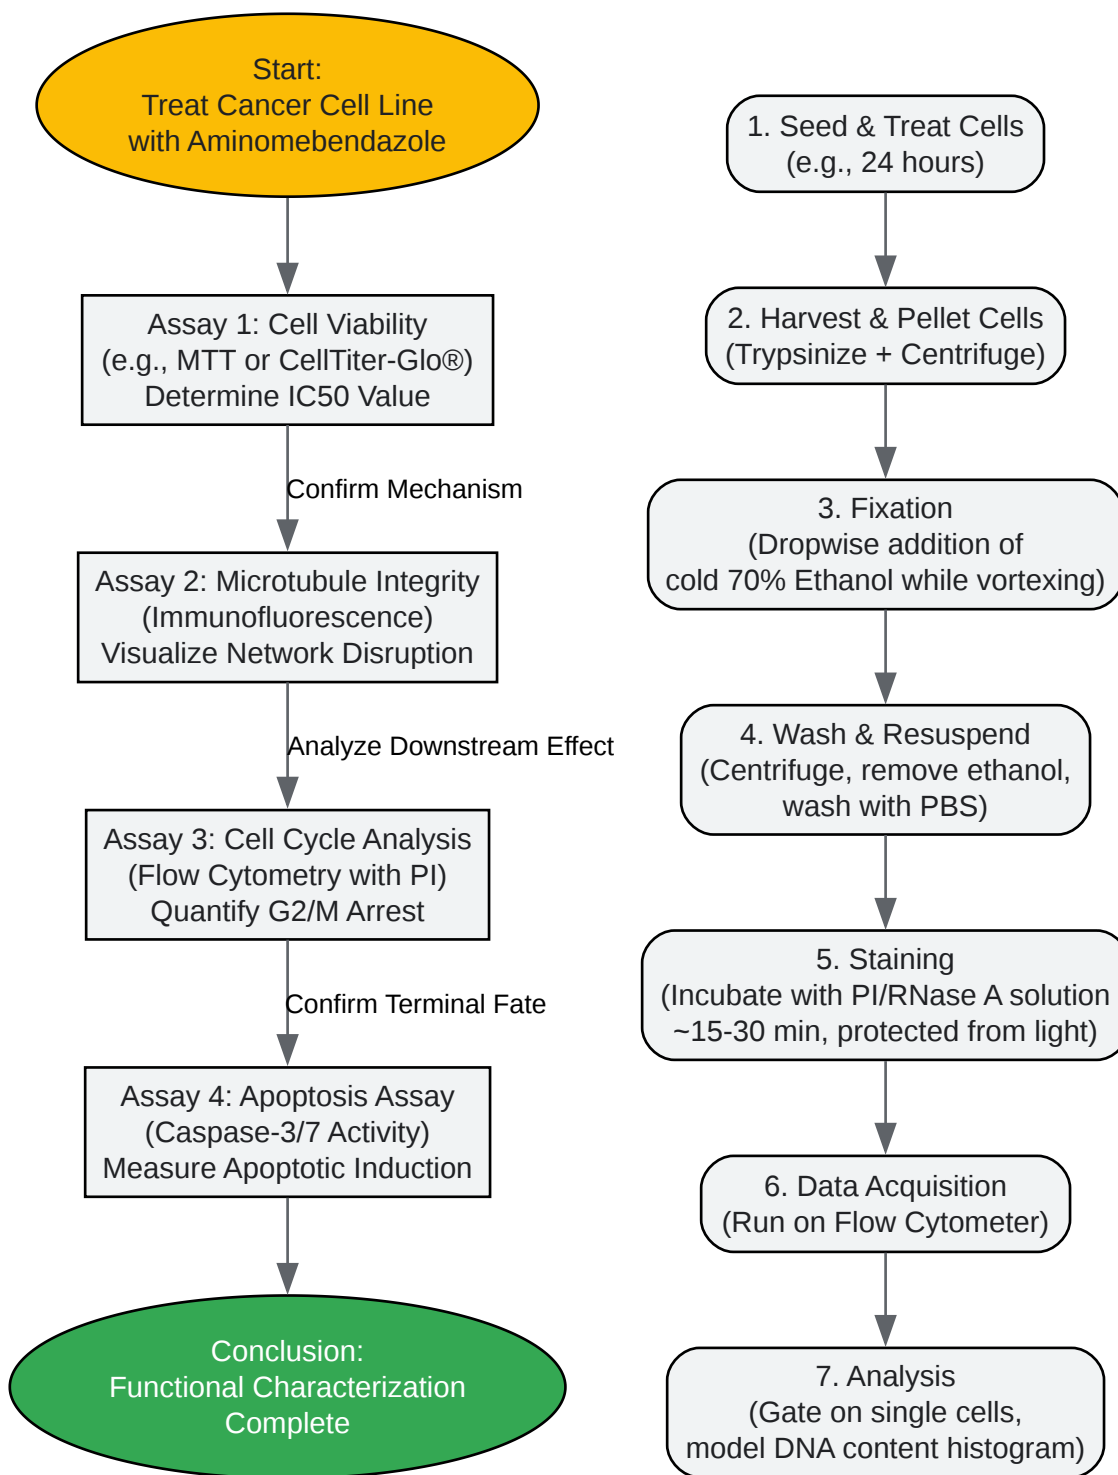 Start:
Treat Cancer Cell Line
with Aminomebendazole
Assay 1: Cell Viability
(e.g., MTT or CellTiter-Glo®)
Determine IC50 Value
Confirm Mechanism
Assay 2: Microtubule Integrity
(Immunofluorescence)
Visualize Network Disruption
Analyze Downstream Effect
Assay 3: Cell Cycle Analysis
(Flow Cytometry with PI)
Quantify G2/M Arrest
Confirm Terminal Fate
Assay 4: Apoptosis Assay
(Caspase-3/7 Activity)
Measure Apoptotic Induction
Conclusion:
Functional Characterization
Complete
1. Seed & Treat Cells
(e.g., 24 hours)
2. Harvest & Pellet Cells
(Trypsinize + Centrifuge)
3. Fixation
(Dropwise addition of
cold 70% Ethanol while vortexing)
4. Wash & Resuspend
(Centrifuge, remove ethanol,
wash with PBS)
5. Staining
(Incubate with PI/RNase A solution
~15-30 min, protected from light)
6. Data Acquisition
(Run on Flow Cytometer)
7. Analysis
(Gate on single cells,
model DNA content histogram)